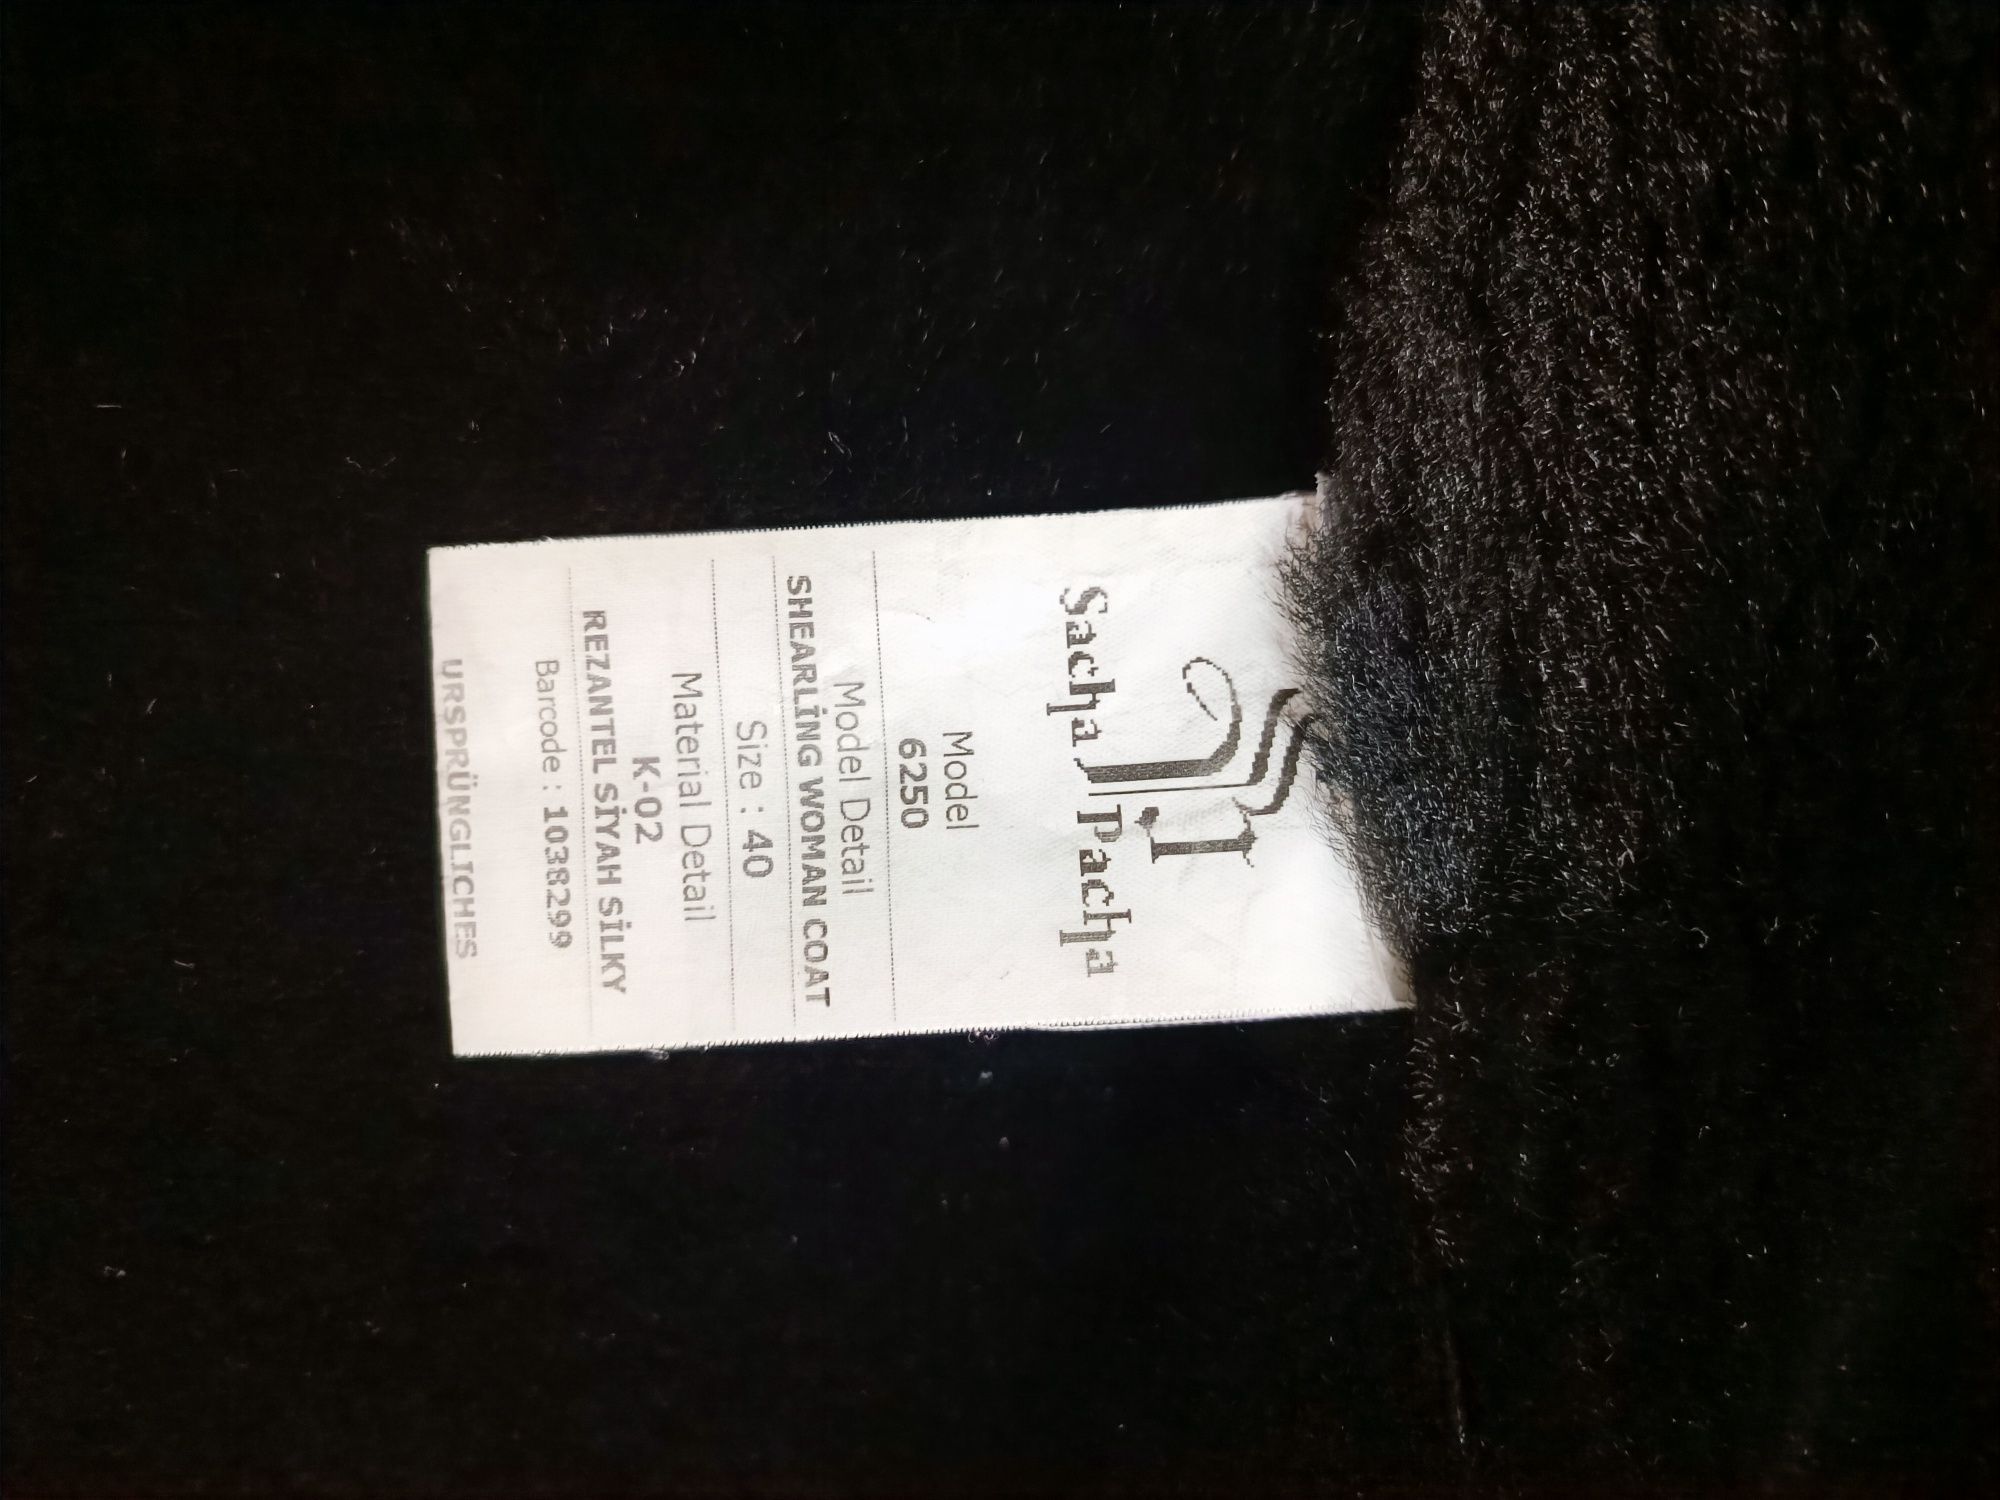 Sacha Pacha
Model
6250
Model Detail
SHEARLİNG WOMAN COAT
Size : 40
Material Detail
K-02
REZANTEL SİYAH SİLKY
Barcode : 1038299
URSPRÜNGLICHES